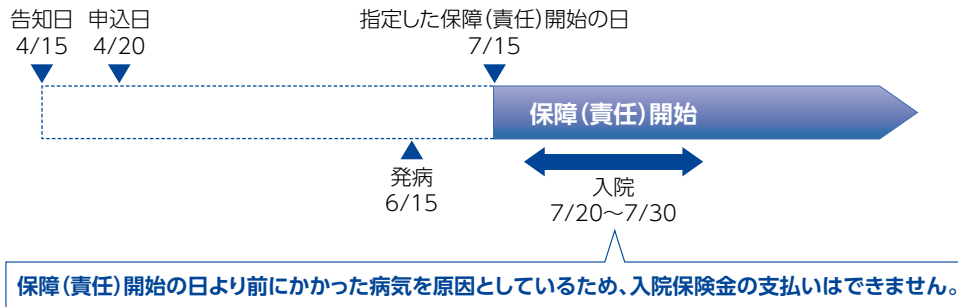 告知日 申込日 指定した保障(責任)開始の日
4/15 4/20 7/15
保障(責任)開始
発病
6/15
入院
7/20〜7/30
保障(責任)開始の日より前にかかった病気を原因としているため、入院保険金の支払いはできません。